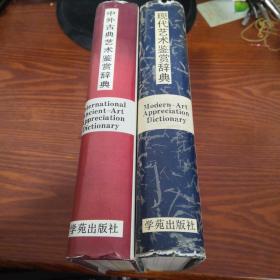 中外古典艺术鉴赏辞典
International
Ancient-Art
Appreciation
Dictionary
学苑出版社
现代艺术鉴赏辞典
Modern-Art
Appreciation
Dictionary
学苑出版社